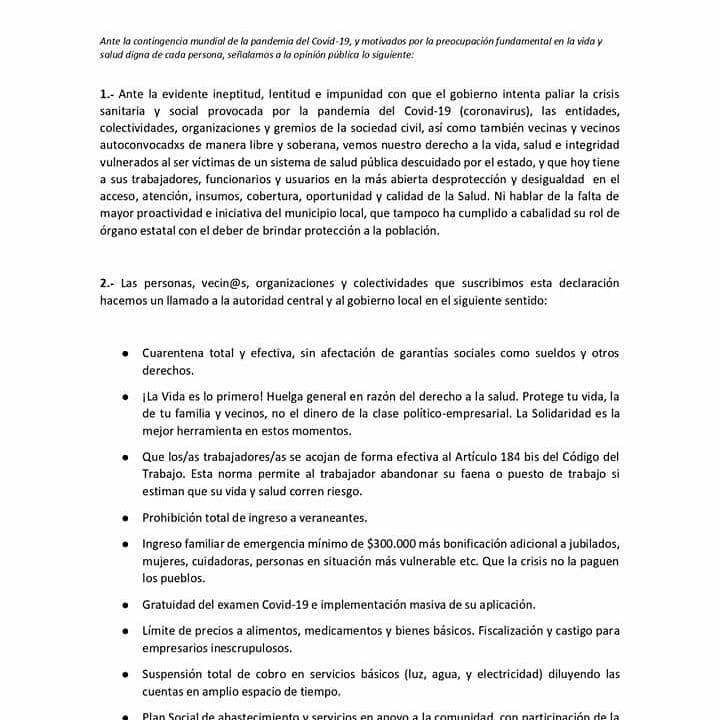 Ante la contingencia mundial de la pandemia del Covid-19, y motivados por la preocupación fundamental en la vida y
salud digna de cada persona, señalamos a la opinión pública lo siguiente:
1.- Ante la evidente ineptitud, lentitud e impunidad con que el gobierno intenta paliar la crisis
sanitaria y social provocada por la pandemia del Covid-19 (coronavirus), las entidades,
colectividades, organizaciones y gremios de la sociedad civil, así como también vecinas y vecinos
autoconvocadxs de manera libre y soberana, vemos nuestro derecho a la vida, salud e integridad
vulnerados al ser víctimas de un sistema de salud pública descuidado por el estado, y que hoy tiene
a sus trabajadores, funcionarios y usuarios en la más abierta desprotección y desigualdad en el
acceso, atención, insumos, cobertura, oportunidad y calidad de la Salud. Ni hablar de la falta de
mayor proactividad e iniciativa del municipio local, que tampoco ha cumplido a cabalidad su rol de
órgano estatal con el deber de brindar protección a la población.
2.- Las personas, vecin@s, organizaciones y colectividades que suscribimos esta declaración
hacemos un llamado a la autoridad central y al gobierno local en el siguiente sentido:
● Cuarentena total y efectiva, sin afectación de garantías sociales como sueldos y otros
derechos.
● ¡La Vida es lo primero! Huelga general en razón del derecho a la salud. Protege tu vida, la
de tu familia y vecinos, no el dinero de la clase político-empresarial. La Solidaridad es la
mejor herramienta en estos momentos.
● Que los/as trabajadores/as se acojan de forma efectiva al Artículo 184 bis del Código del
Trabajo. Esta norma permite al trabajador abandonar su faena o puesto de trabajo si
estiman que su vida y salud corren riesgo.
● Prohibición total de ingreso a veraneantes.
● Ingreso familiar de emergencia mínimo de $300.000 más bonificación adicional a jubilados,
mujeres, cuidadoras, personas en situación más vulnerable etc. Que la crisis no la paguen
los pueblos.
● Gratuidad del examen Covid-19 e implementación masiva de su aplicación.
● Límite de precios a alimentos, medicamentos y bienes básicos. Fiscalización y castigo para
empresarios inescrupulosos.
● Suspensión total de cobro en servicios básicos (luz, agua, y electricidad) diluyendo las
cuentas en amplio espacio de tiempo.
● Plan Social de abastecimiento y servicios en apoyo a la comunidad, con participación de la